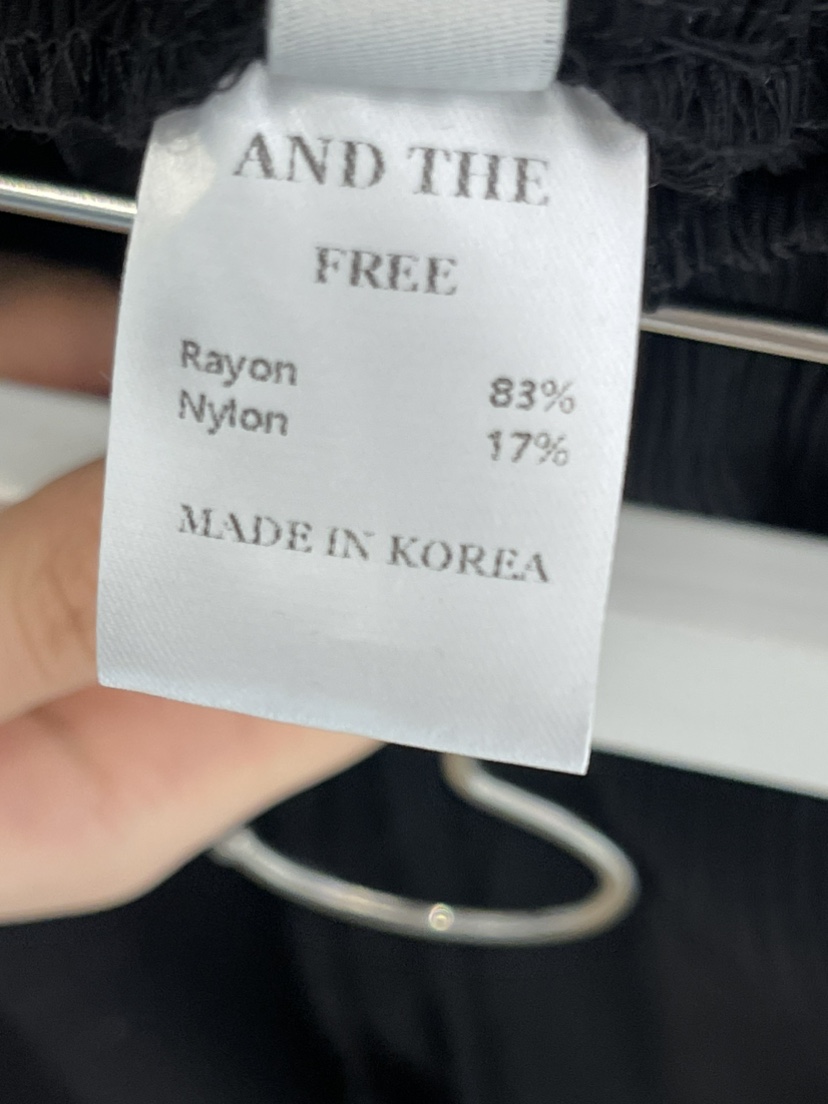 AND THE
FREE
Rayon 83%
Nylon 17%
MADE IN KOREA